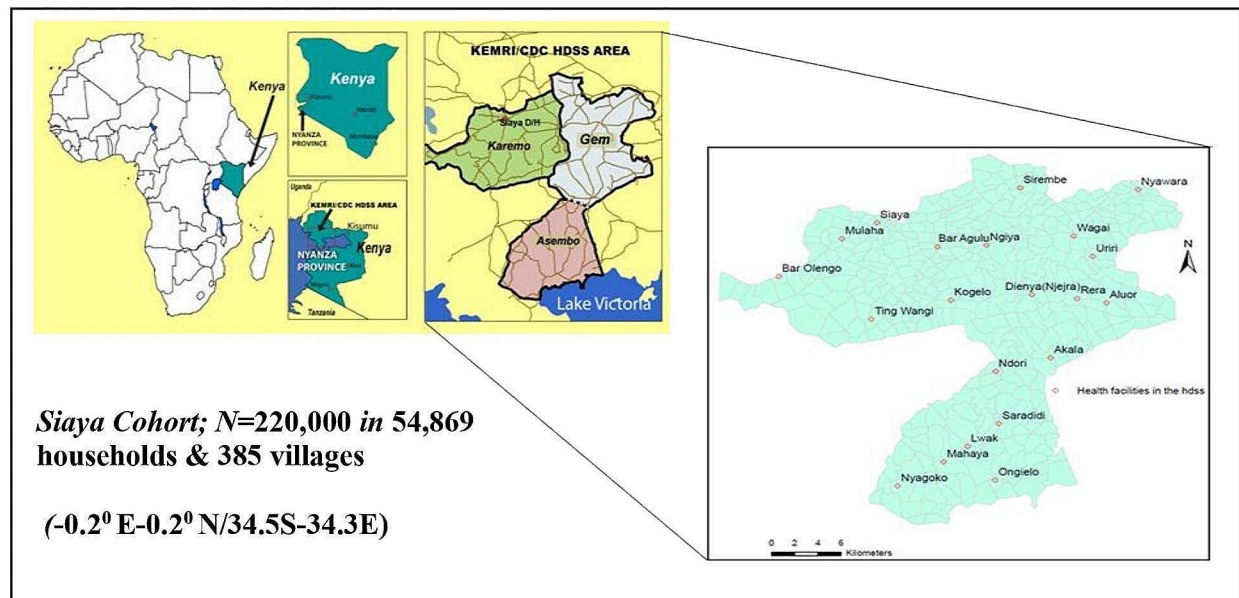 Kenya
Kenya
Kisumu
Nairobi
Mombasa
NYANZA
PROVINCE
Uganda
KEMRI/CDC HDSS AREA
Kisumu
Kenya
NYANZA
PROVINCE
Tanzania
KEMRI/CDC HDSS AREA
Siaya D/H
Karemo
Gem
Asembo
Lake Victoria
Sirembe
Nyawara
Siaya
Mulaha
Bar Agulu
Ngiya
Wagai
Uriri
N
Bar Olengo
Kogelo
Dienya(Njejra)
Rera
Aluor
Ting Wangi
Akala
Ndori
Health facilities in the hdss
Saradidi
Lwak
Mahaya
Nyagoko
Ongielo
0 2 4 6
Kilometers
Siaya Cohort; N=220,000 in 54,869
households & 385 villages
(-0.2⁰ E-0.2⁰ N/34.5S-34.3E)